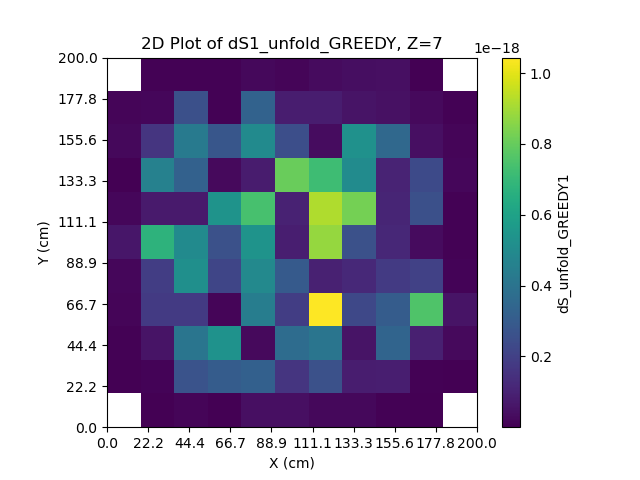 2D Plot of dS1_unfold_GREEDY, Z=7
1e−18
200.0
177.8
155.6
133.3
111.1
88.9
66.7
44.4
22.2
0.0
Y (cm)
0.0 22.2 44.4 66.7 88.9 111.1 133.3 155.6 177.8 200.0
X (cm)
1.0
0.8
0.6
0.4
0.2
dS_unfold_GREEDY1